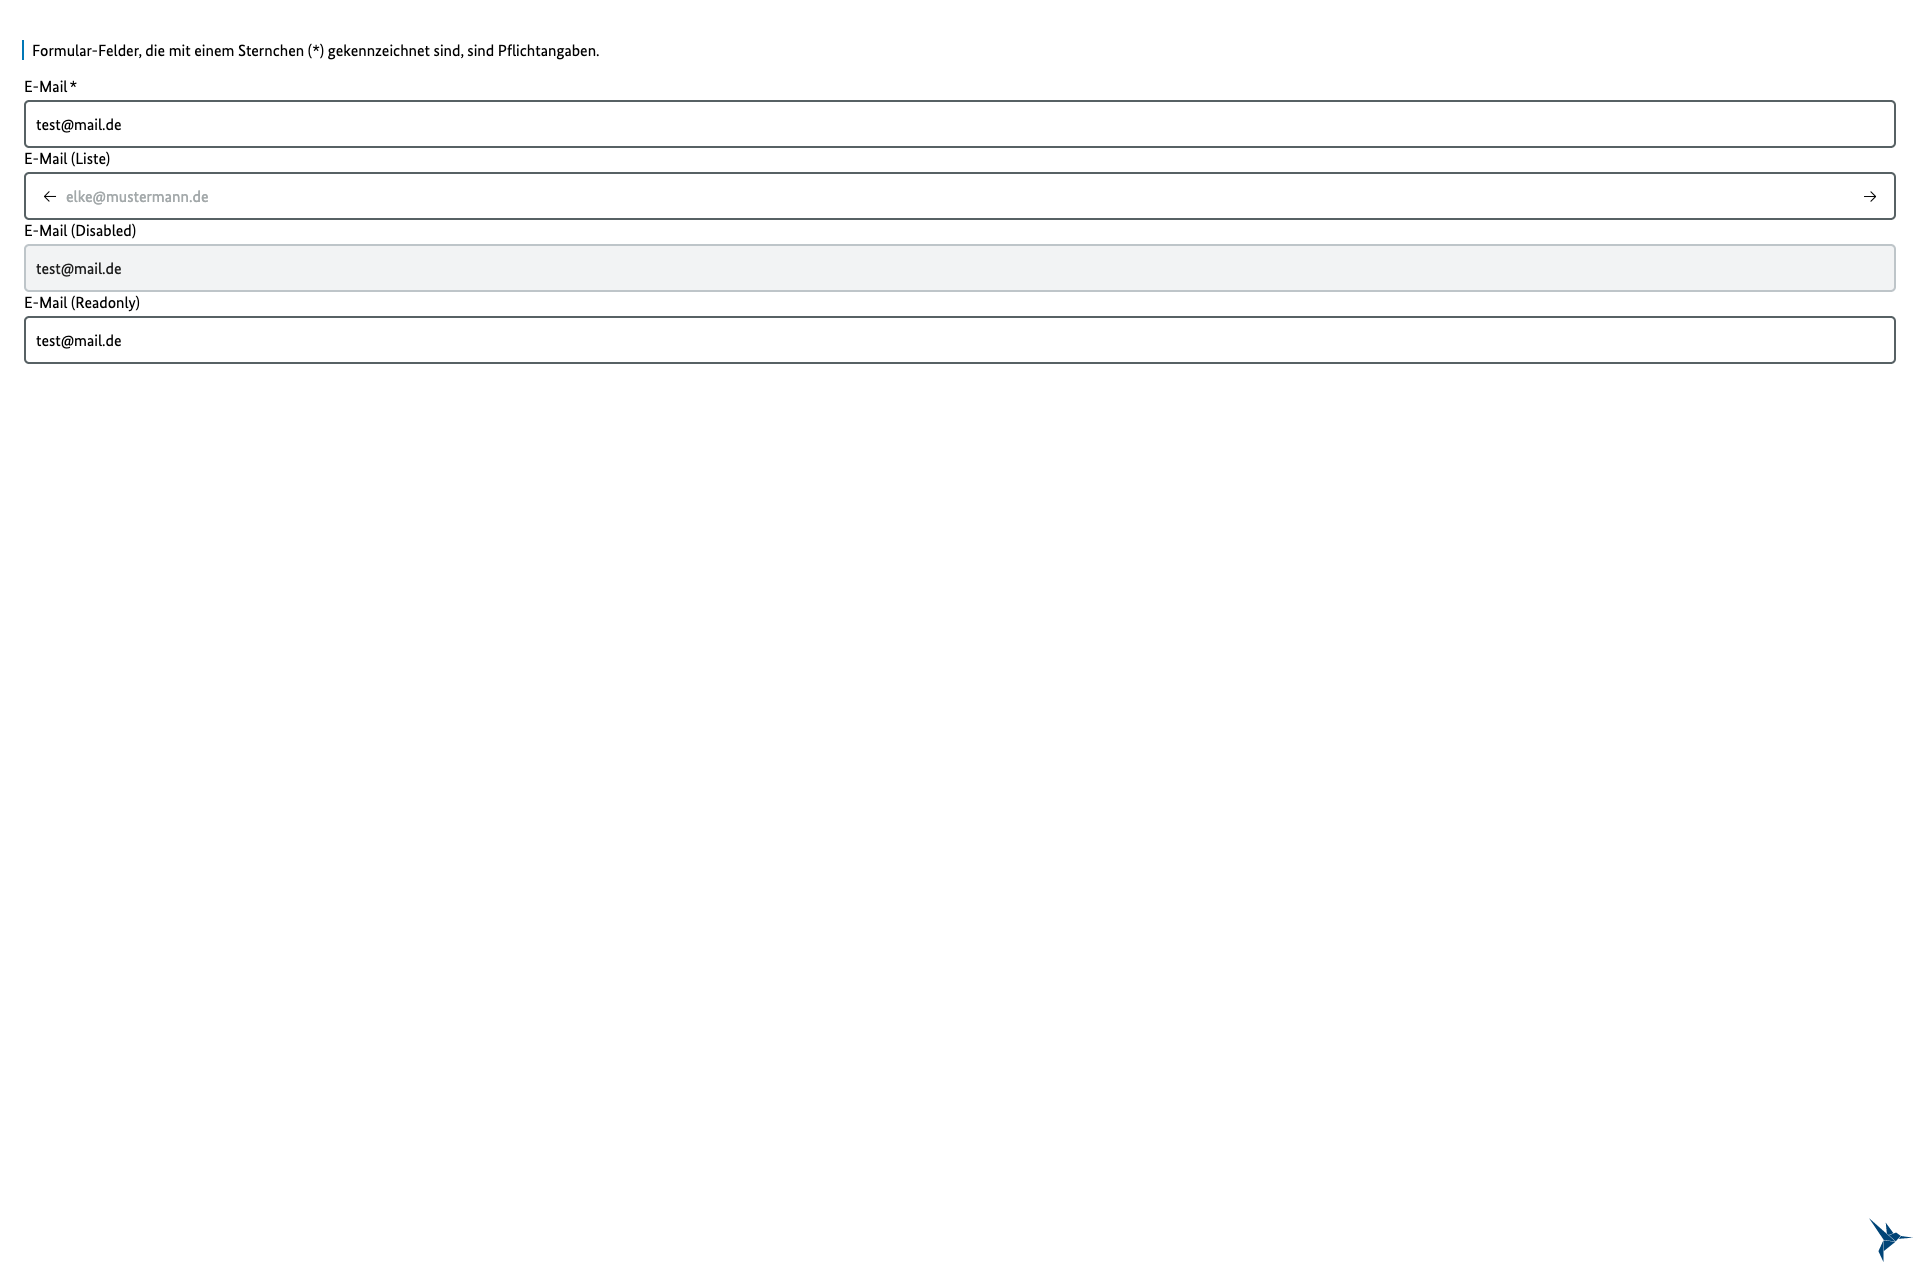 Formular-Felder, die mit einem Sternchen (*) gekennzeichnet sind, sind Pflichtangaben.
E-Mail *
test@mail.de
E-Mail (Liste)
← elke@mustermann.de →
E-Mail (Disabled)
test@mail.de
E-Mail (Readonly)
test@mail.de